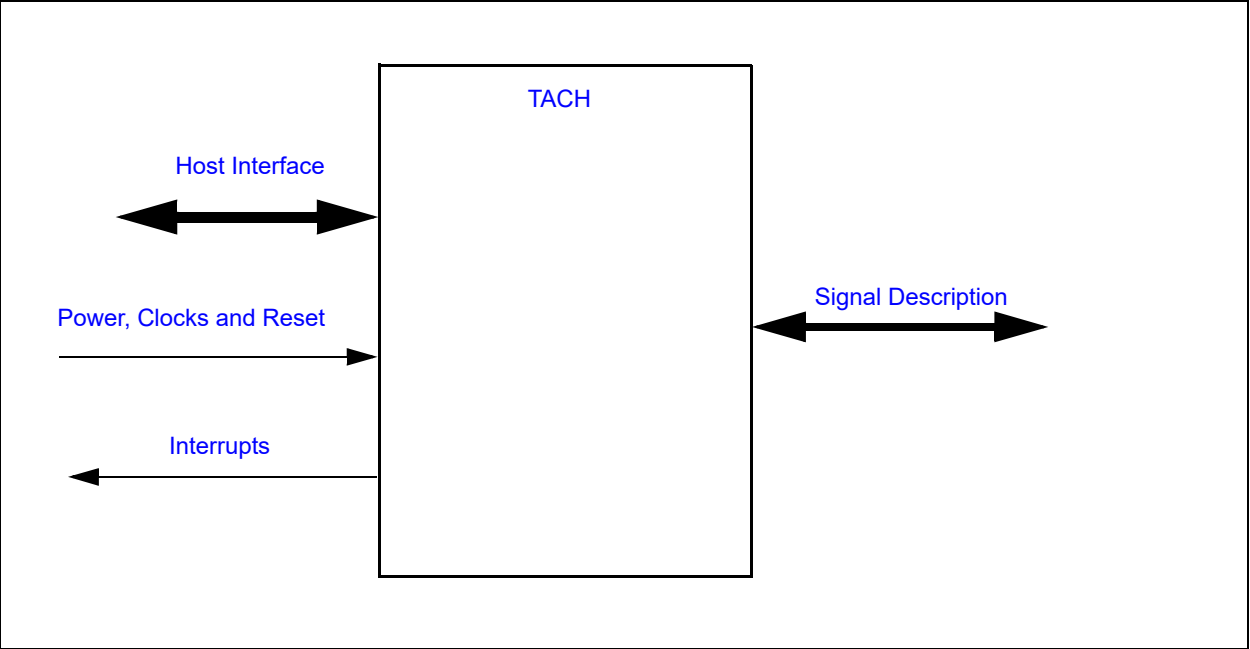 TACH
Host Interface
Signal Description
Power, Clocks and Reset
Interrupts